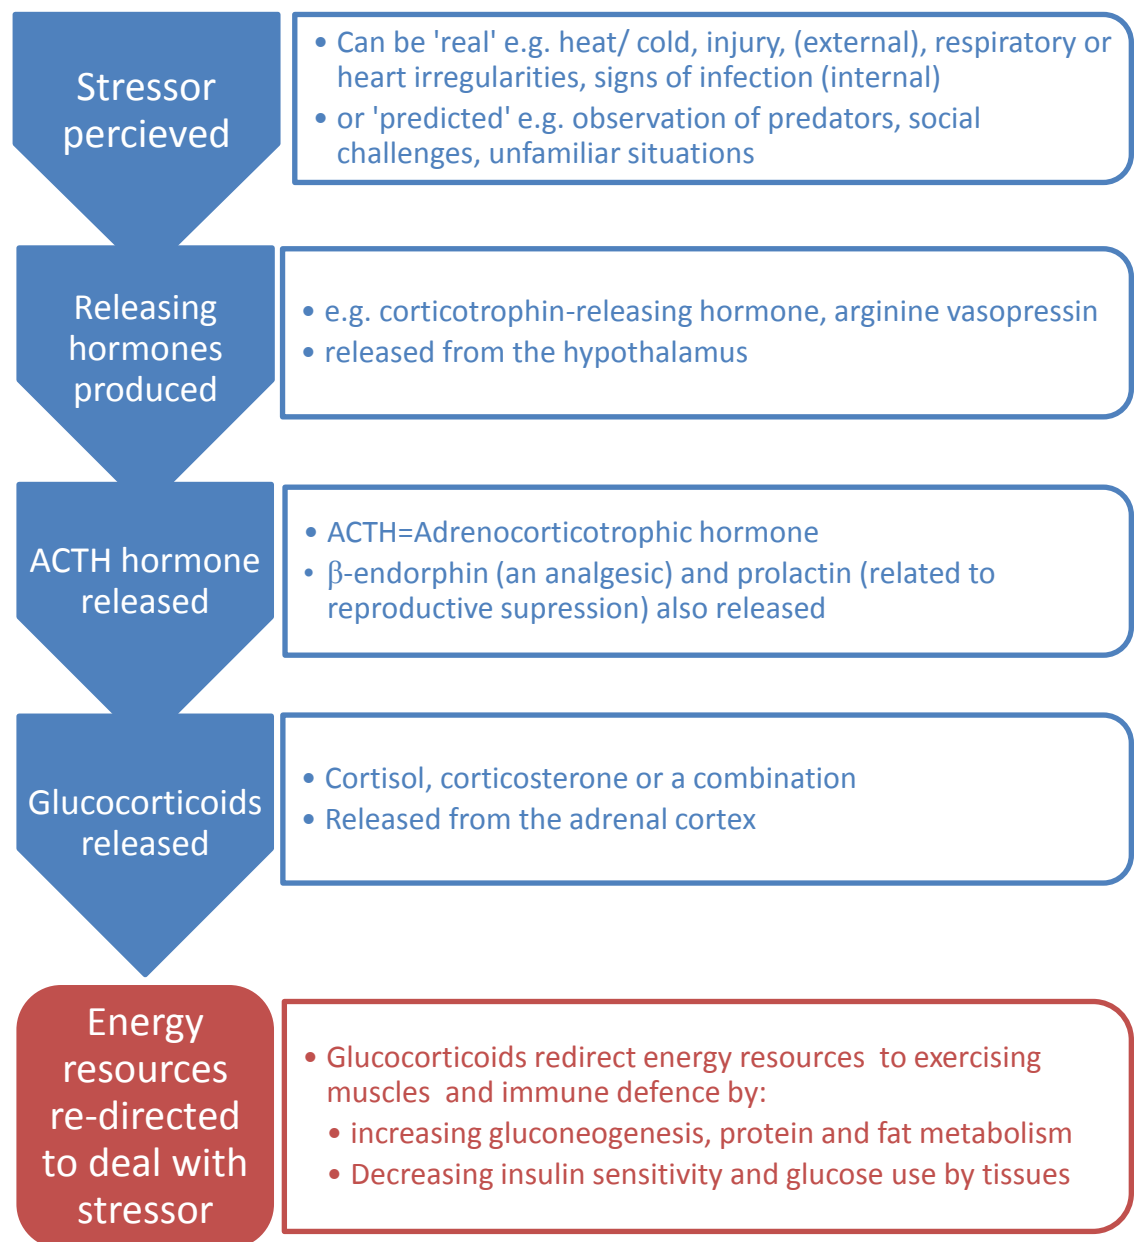 Stressor
percieved
• Can be 'real' e.g. heat/ cold, injury, (external), respiratory or
heart irregularities, signs of infection (internal)
• or 'predicted' e.g. observation of predators, social
challenges, unfamiliar situations
Releasing
hormones
produced
• e.g. corticotrophin-releasing hormone, arginine vasopressin
• released from the hypothalamus
ACTH hormone
released
• ACTH=Adrenocorticotrophic hormone
• β-endorphin (an analgesic) and prolactin (related to
reproductive supression) also released
Glucocorticoids
released
• Cortisol, corticosterone or a combination
• Released from the adrenal cortex
Energy
resources
re-directed
to deal with
stressor
• Glucocorticoids redirect energy resources to exercising
muscles and immune defence by:
• increasing gluconeogenesis, protein and fat metabolism
• Decreasing insulin sensitivity and glucose use by tissues